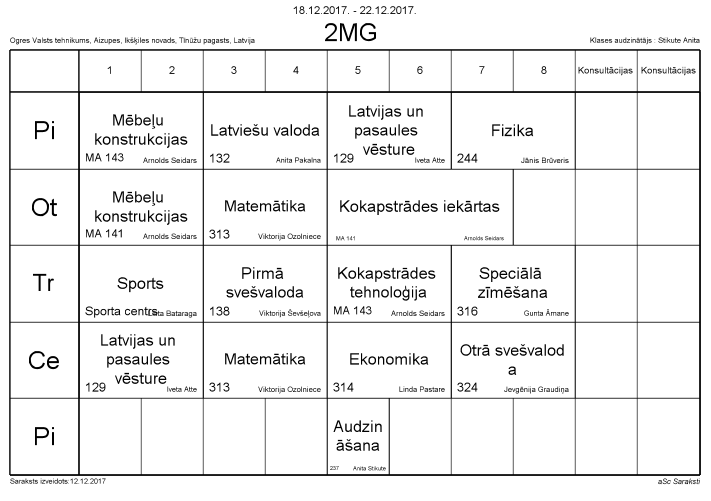 18.12.2017. - 22.12.2017.
2MG
Ogres Valsts tehnikums, Aizupes, Ikšķiles novads, Tīnūžu pagasts, Latvija
Klases audzinātājs : Stikute Anita
1 2 3 4 5 6 7 8 Konsultācijas Konsultācijas
Pi
Mēbeļu
konstrukcijas
MA 143 Arnolds Seidars
Latviešu valoda
132 Anita Pakalna
Latvijas un
pasaules
vēsture
129 Iveta Atte
Fizika
244 Jānis Brūveris
Ot
Mēbeļu
konstrukcijas
MA 141 Arnolds Seidars
Matemātika
313 Viktorija Ozolniece
Kokapstrādes iekārtas
MA 141 Arnolds Seidars
Tr
Sports
Sporta centrs Bataraga
Pirmā
svešvaloda
138 Viktorija Ševšeļova
Kokapstrādes
tehnoloģija
MA 143 Arnolds Seidars
Speciālā
zīmēšana
316 Gunta Āmane
Ce
Latvijas un
pasaules
vēsture
129 Iveta Atte
Matemātika
313 Viktorija Ozolniece
Ekonomika
314 Linda Pastare
Otrā svešvalod
a
324 Jevgēnija Graudiņa
Pi
Audzin
āšana
237 Anita Stikute
Saraksts izveidots:12.12.2017
aSc Saraksti